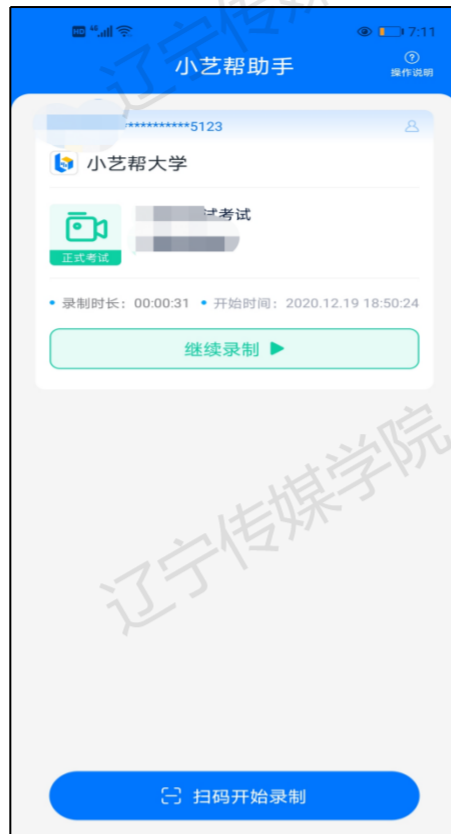 HD 4G 7:11
小艺帮助手
操作说明
**********5123
小艺帮大学
试考试
正式考试
• 录制时长：00:00:31 • 开始时间：2020.12.19 18:50:24
继续录制
辽宁传媒学院
辽宁传媒学院
扫码开始录制